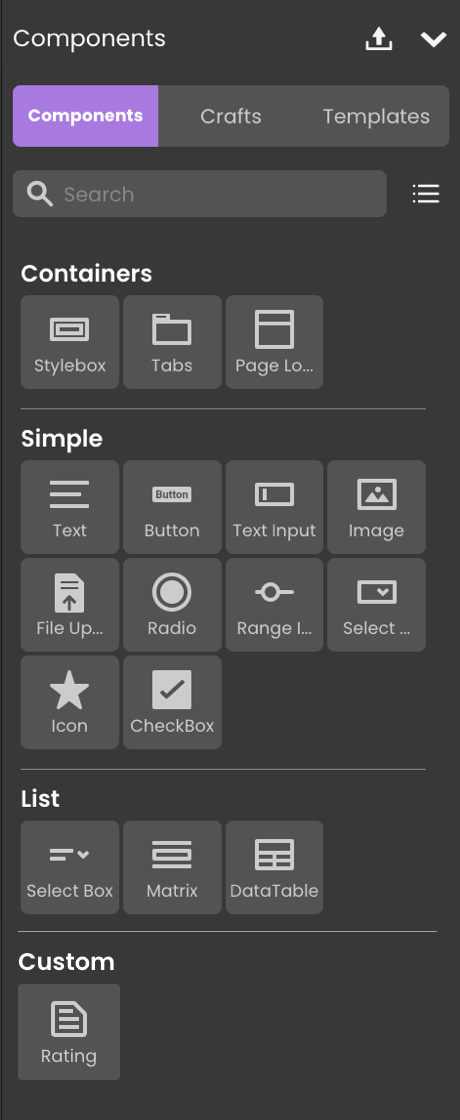 Components
Components Crafts Templates
Search
Containers
Stylebox Tabs Page Lo...
Simple
Button
Text Button Text Input Image
File Up... Radio Range I... Select ...
Icon CheckBox
List
Select Box Matrix DataTable
Custom
Rating